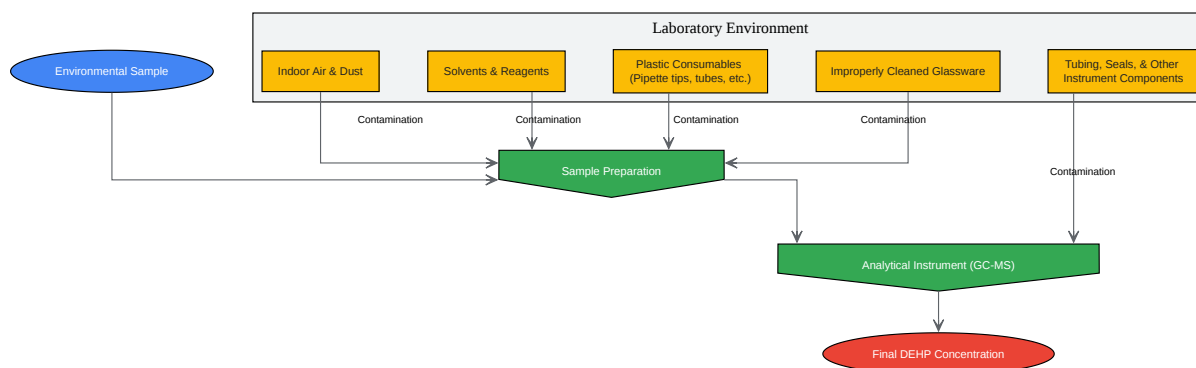 Laboratory Environment
Environmental Sample
Indoor Air & Dust
Solvents & Reagents
Plastic Consumables
(Pipette tips, tubes, etc.)
Improperly Cleaned Glassware
Tubing, Seals, & Other
Instrument Components
Contamination
Contamination
Contamination
Contamination
Sample Preparation
Contamination
Analytical Instrument (GC-MS)
Final DEHP Concentration